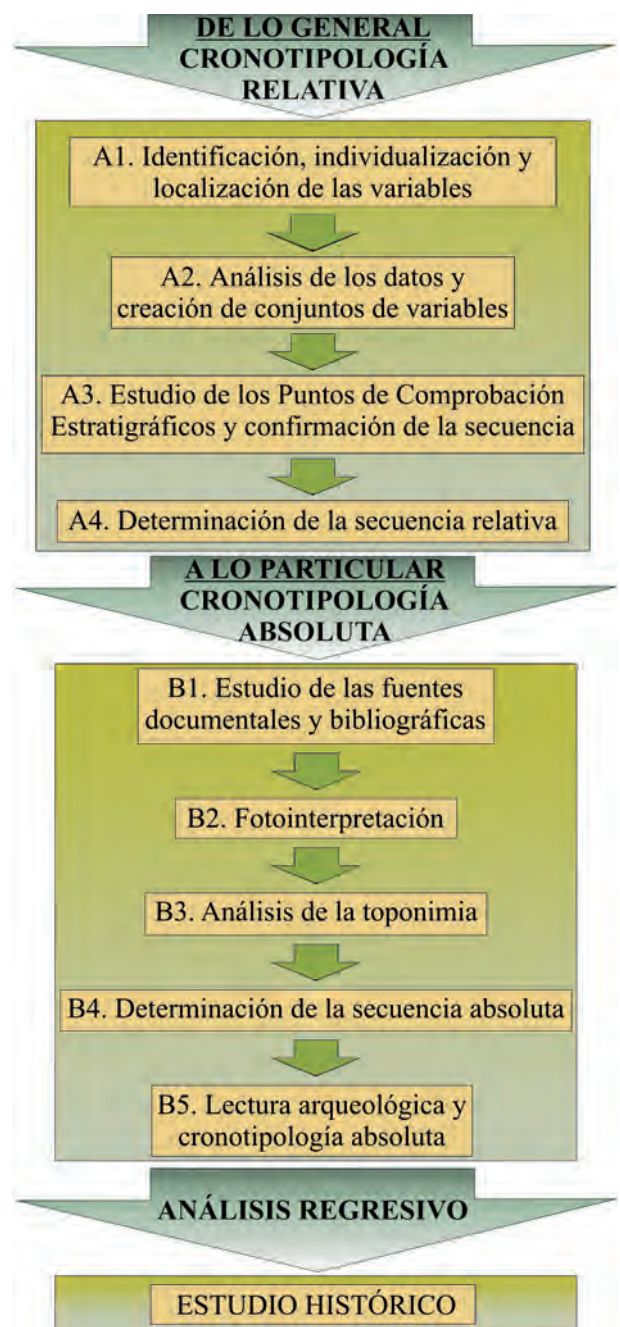 DE LO GENERAL
CRONOTIPOLOGÍA
RELATIVA
A1. Identificación, individualización y
localización de las variables
A2. Análisis de los datos y
creación de conjuntos de variables
A3. Estudio de los Puntos de Comprobación
Estratigráficos y confirmación de la secuencia
A4. Determinación de la secuencia relativa
A LO PARTICULAR
CRONOTIPOLOGÍA
ABSOLUTA
B1. Estudio de las fuentes
documentales y bibliográficas
B2. Fotointerpretación
B3. Análisis de la toponimia
B4. Determinación de la secuencia absoluta
B5. Lectura arqueológica y
cronotipología absoluta
ANÁLISIS REGRESIVO
ESTUDIO HISTÓRICO